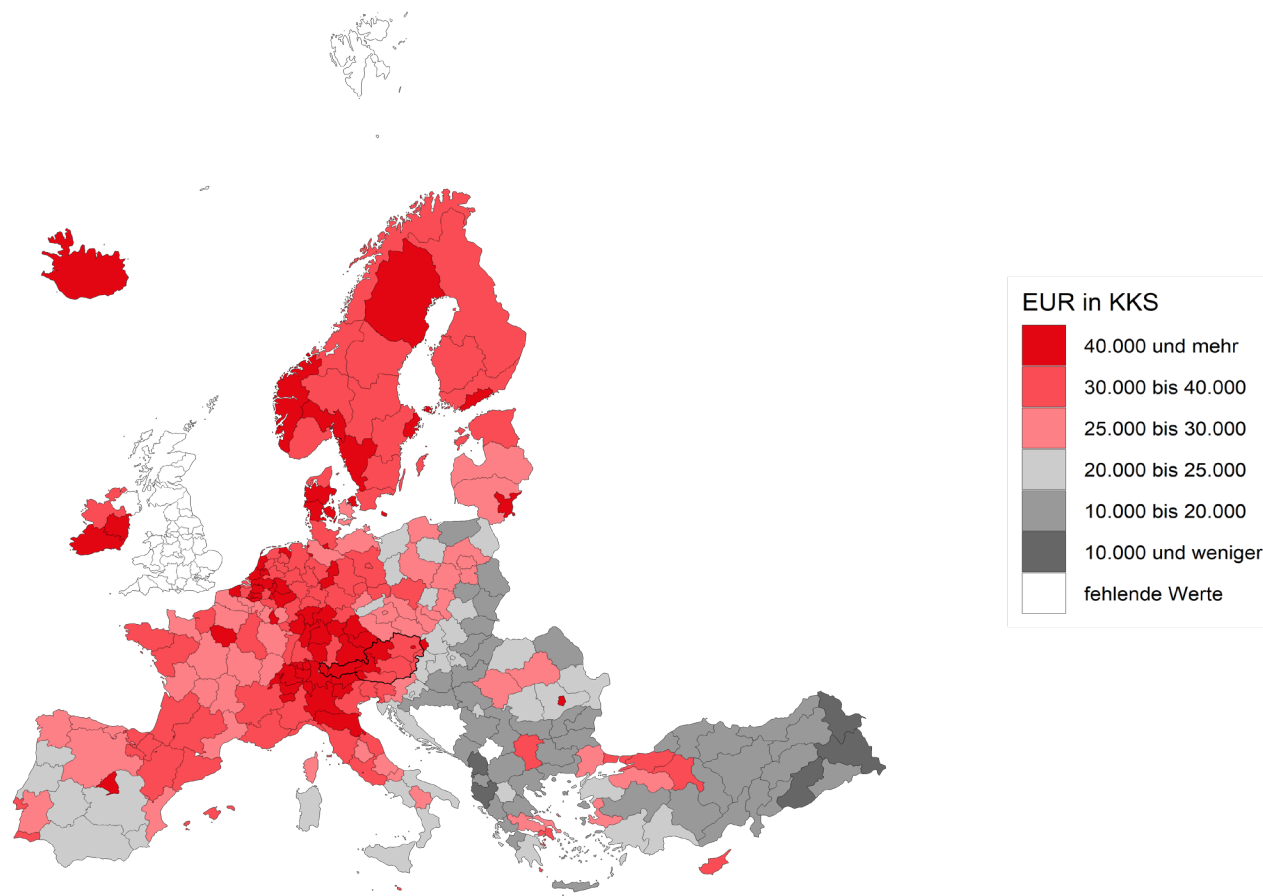 EUR in KKS
40.000 und mehr
30.000 bis 40.000
25.000 bis 30.000
20.000 bis 25.000
10.000 bis 20.000
10.000 und weniger
fehlende Werte